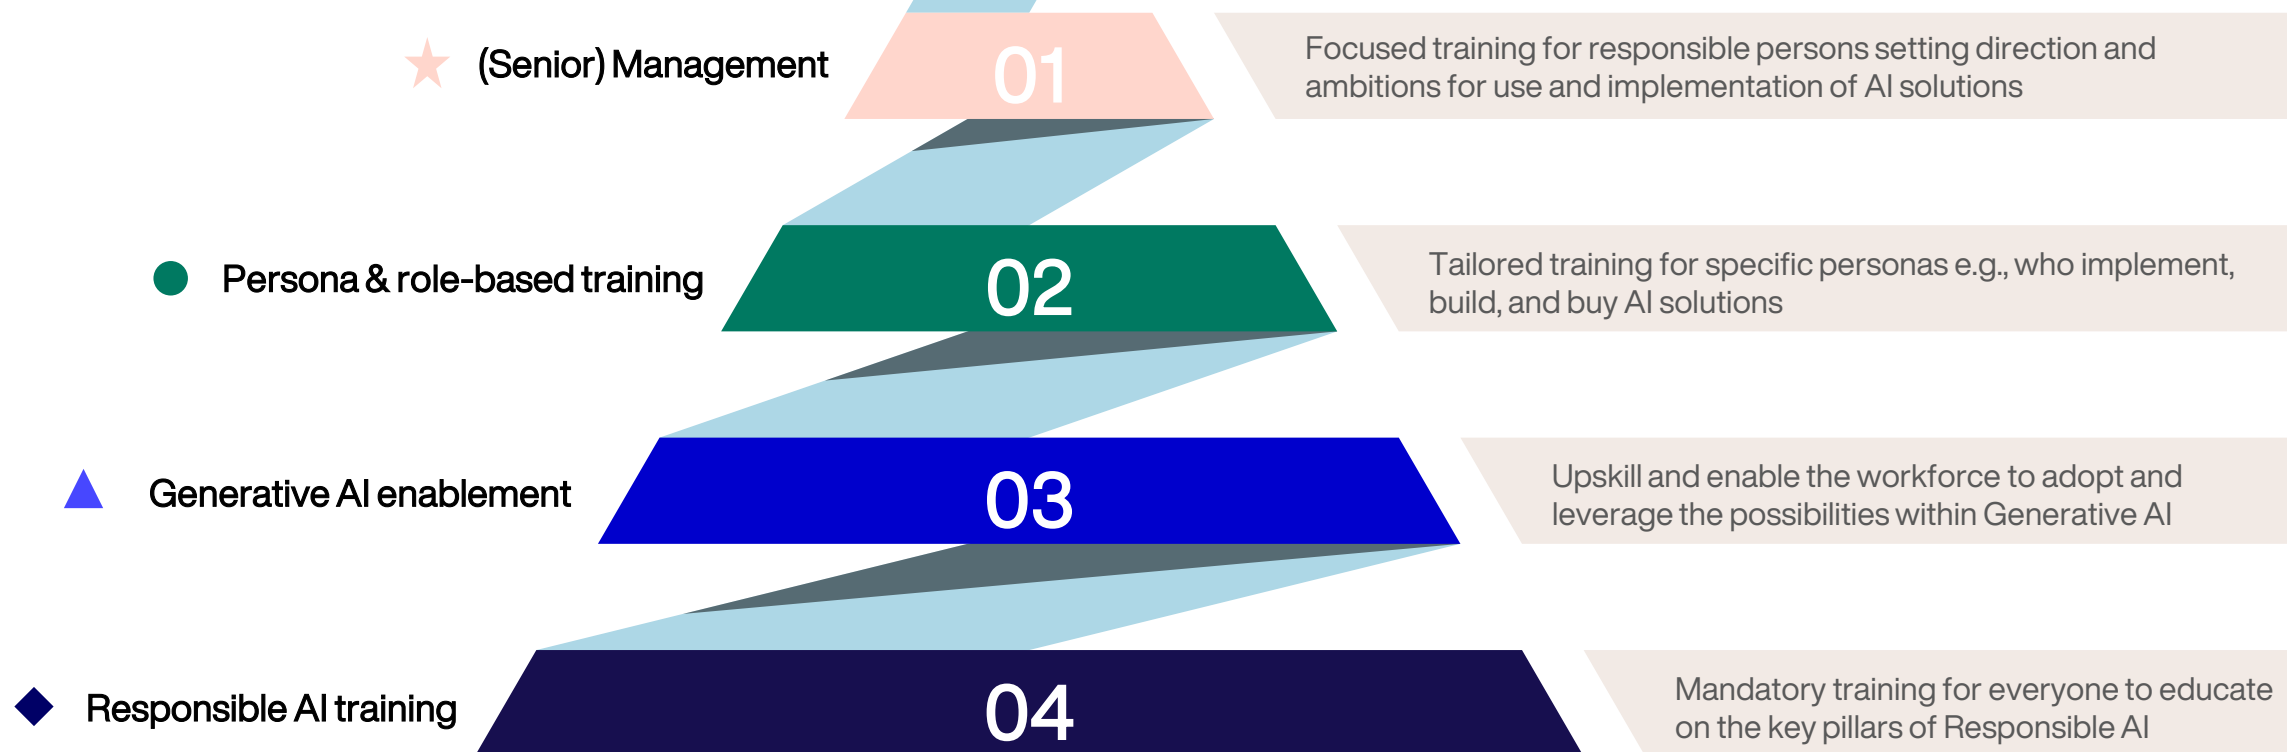 (Senior) Management
01
Focused training for responsible persons setting direction and
ambitions for use and implementation of AI solutions
Persona & role-based training
02
Tailored training for specific personas e.g., who implement,
build, and buy AI solutions
Generative AI enablement
03
Upskill and enable the workforce to adopt and
leverage the possibilities within Generative AI
Responsible AI training
04
Mandatory training for everyone to educate
on the key pillars of Responsible AI